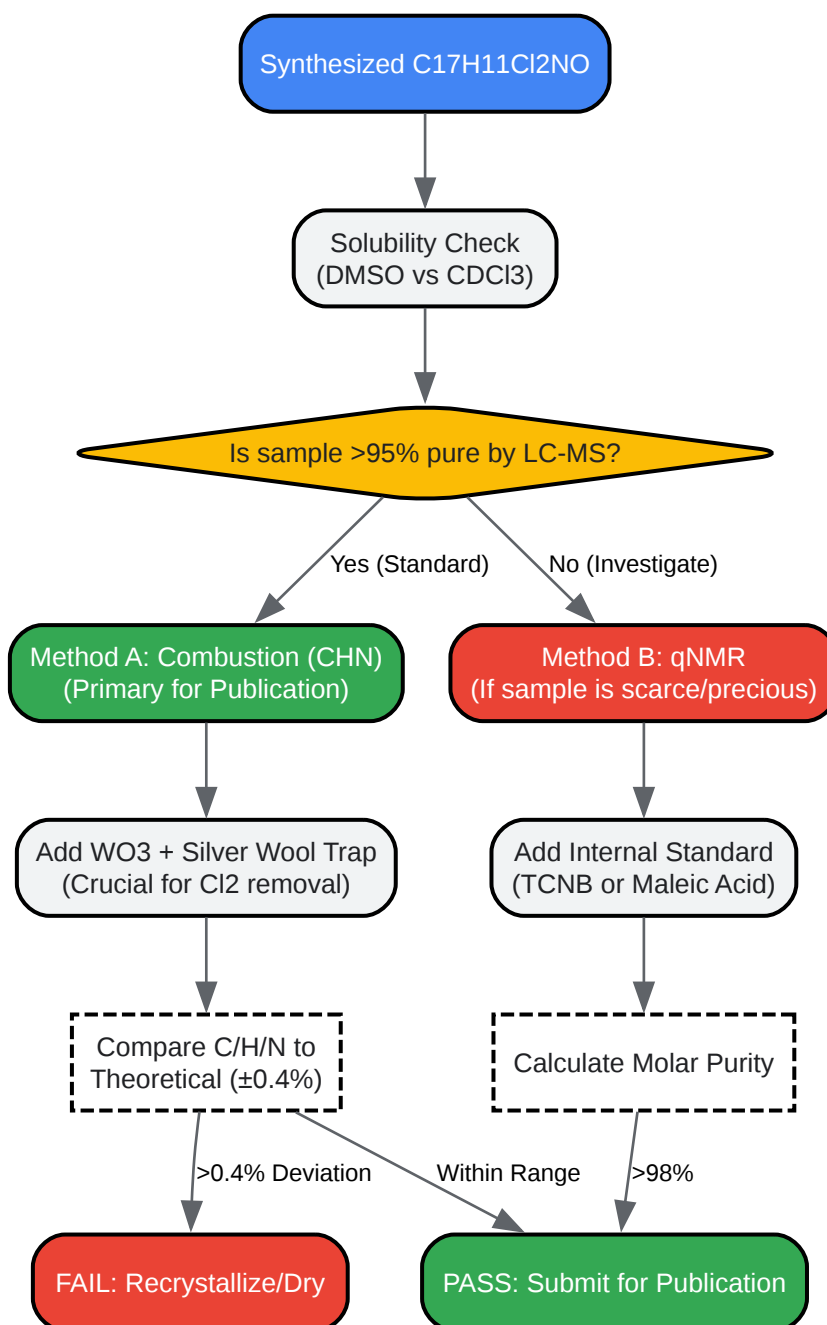 Synthesized C17H11Cl2NO
Solubility Check
(DMSO vs CDCl3)
Is sample >95% pure by LC-MS?
Yes (Standard)
No (Investigate)
Method A: Combustion (CHN)
(Primary for Publication)
Method B: qNMR
(If sample is scarce/precious)
Add WO3 + Silver Wool Trap
(Crucial for Cl2 removal)
Add Internal Standard
(TCNB or Maleic Acid)
Compare C/H/N to
Theoretical (±0.4%)
Calculate Molar Purity
>0.4% Deviation
Within Range
>98%
FAIL: Recrystallize/Dry
PASS: Submit for Publication